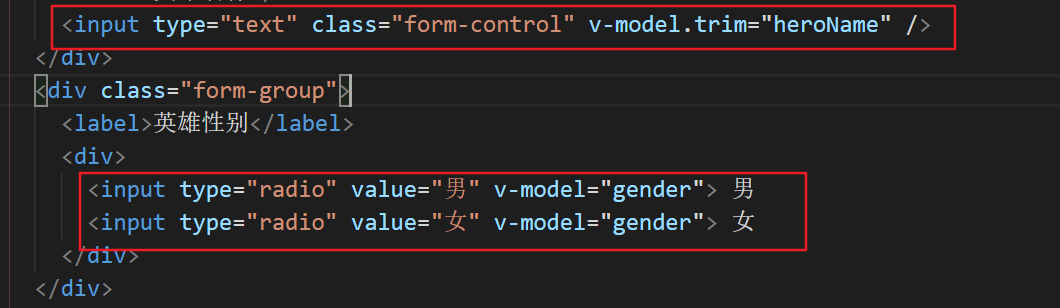 <input type="text" class="form-control" v-model.trim="heroName" />
</div>
<div class="form-group">
<label>英雄性别</label>
<div>
<input type="radio" value="男" v-model="gender"> 男
<input type="radio" value="女" v-model="gender"> 女
</div>
</div>